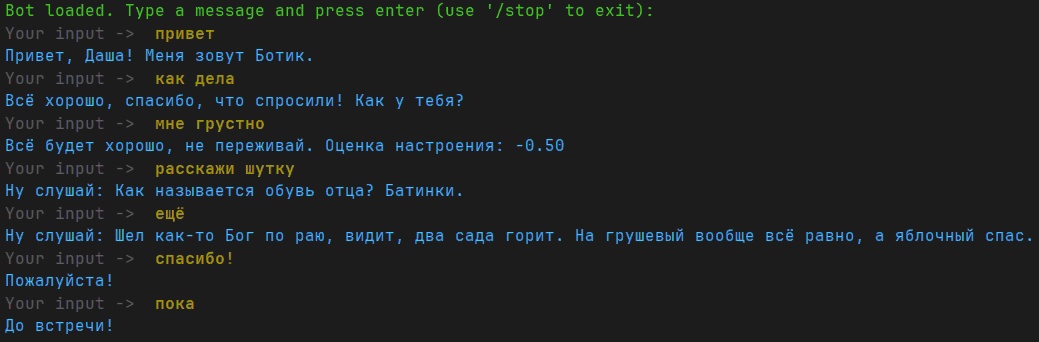 Bot loaded. Type a message and press enter (use '/stop' to exit):
Your input ->  привет
Привет, Даша! Меня зовут Ботик.
Your input ->  как дела
Всё хорошо, спасибо, что спросили! Как у тебя?
Your input ->  мне грустно
Всё будет хорошо, не переживай. Оценка настроения: -0.50
Your input ->  расскажи шутку
Ну слушай: Как называется обувь отца? Батинки.
Your input ->  ещё
Ну слушай: Шел как-то Бог по раю, видит, два сада горит. На грушевый вообще всё равно, а яблочный спас.
Your input ->  спасибо!
Пожалуйста!
Your input ->  пока
До встречи!